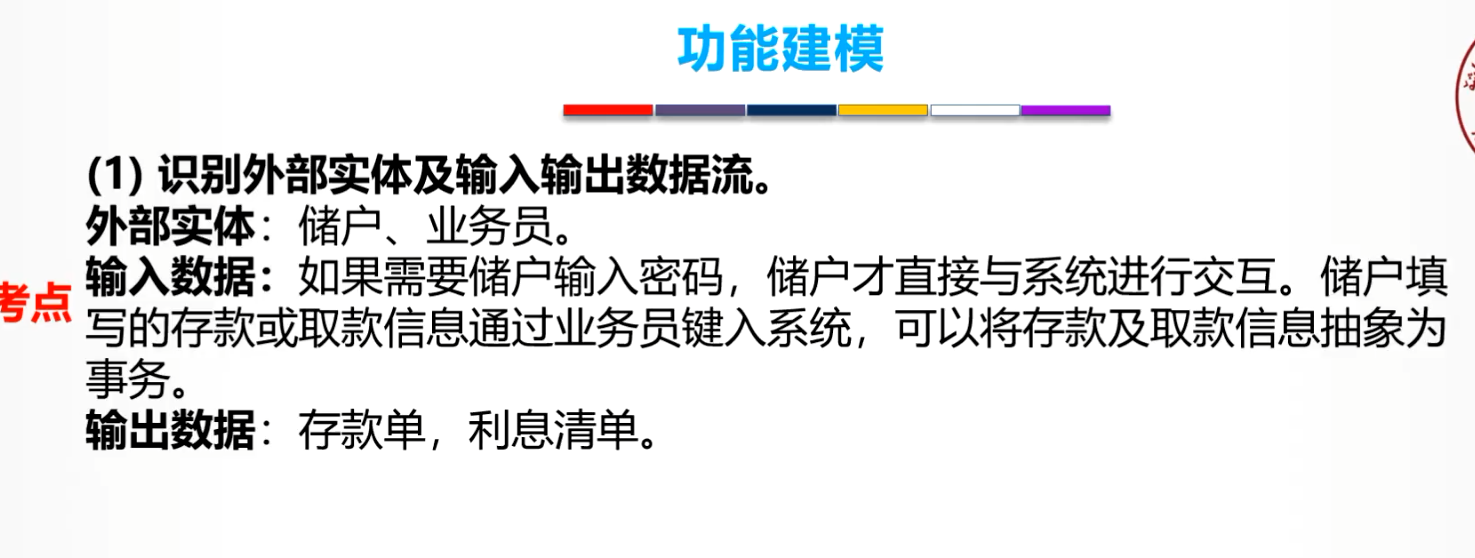 功能建模
(1) 识别外部实体及输入输出数据流。
外部实体：储户、业务员。
输入数据：如果需要储户输入密码，储户才直接与系统进行交互。储户填
考点
写的存款或取款信息通过业务员键入系统，可以将存款及取款信息抽象为
事务。
输出数据：存款单，利息清单。